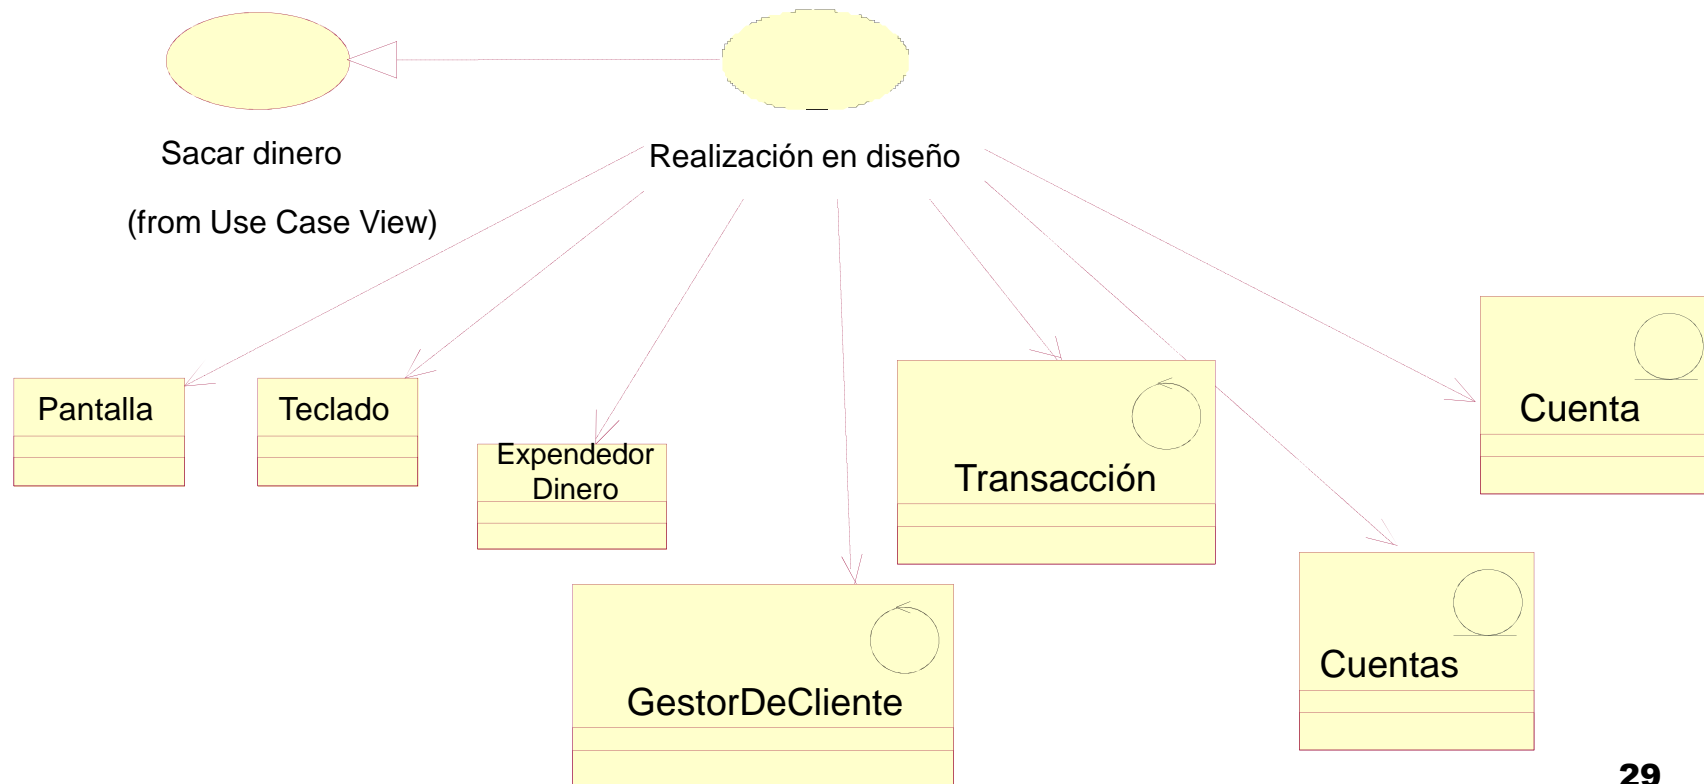 Sacar dinero
Realización en diseño
(from Use Case View)
Pantalla
Teclado
Expendedor
Dinero
Transacción
Cuenta
GestorDeCliente
Cuentas
29